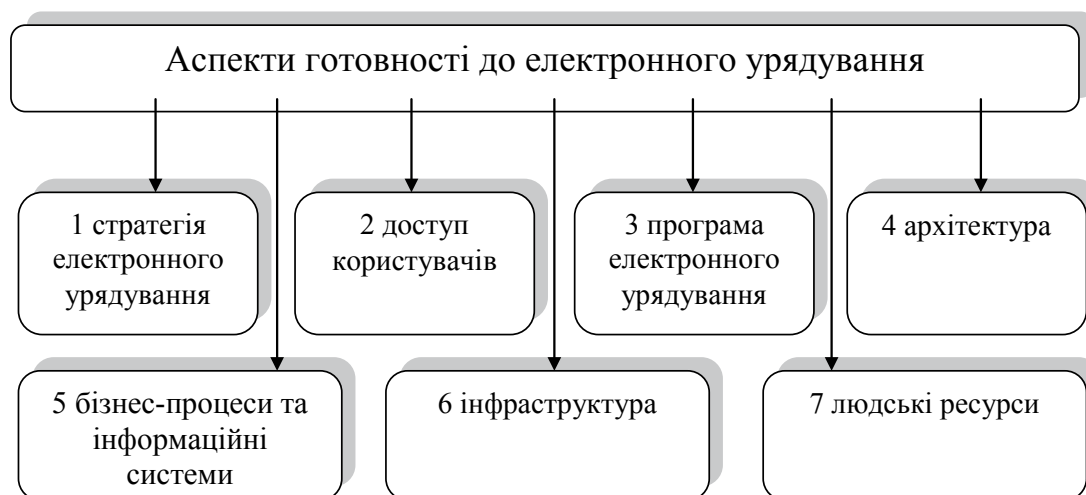 Аспекти готовності до електронного урядування
1 стратегія
електронного
урядування
2 доступ
користувачів
3 програма
електронного
урядування
4 архітектура
5 бізнес-процеси та
інформаційні
системи
6 інфраструктура
7 людські ресурси